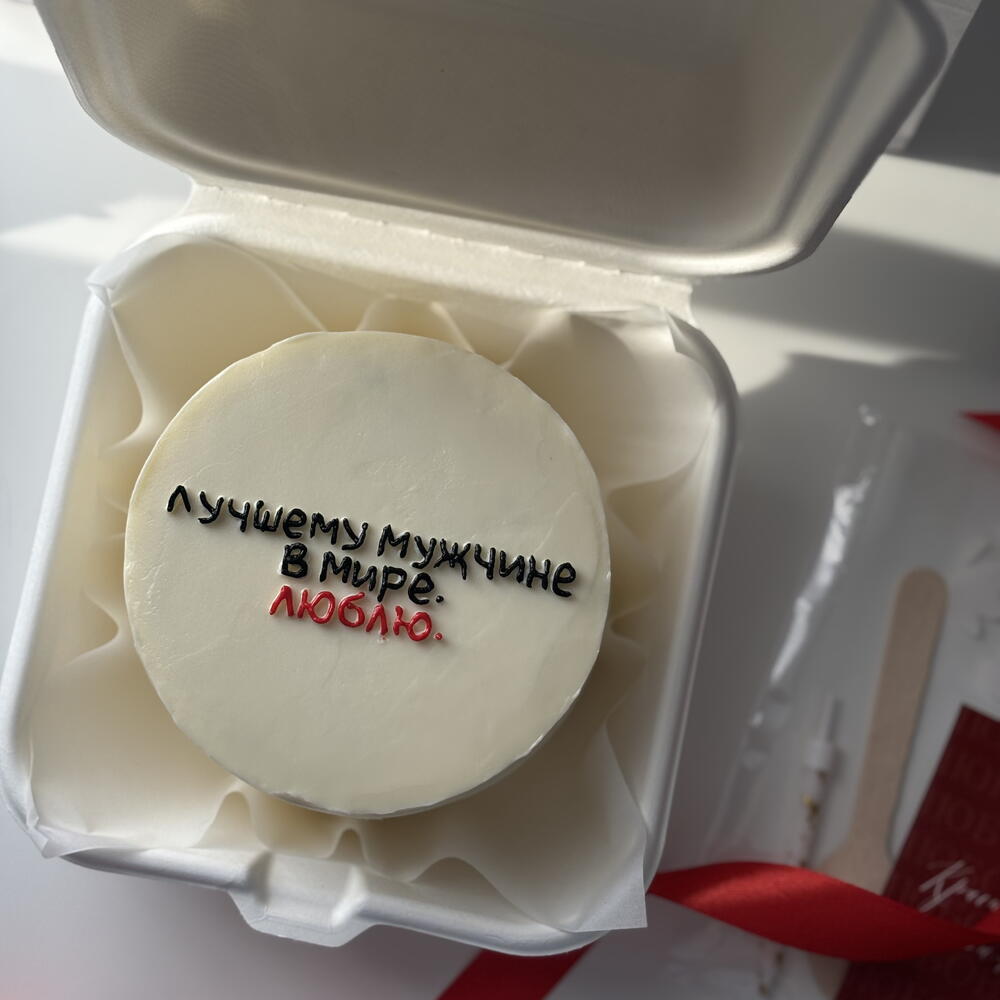 лучшему мужчине
в мире.
люблю.